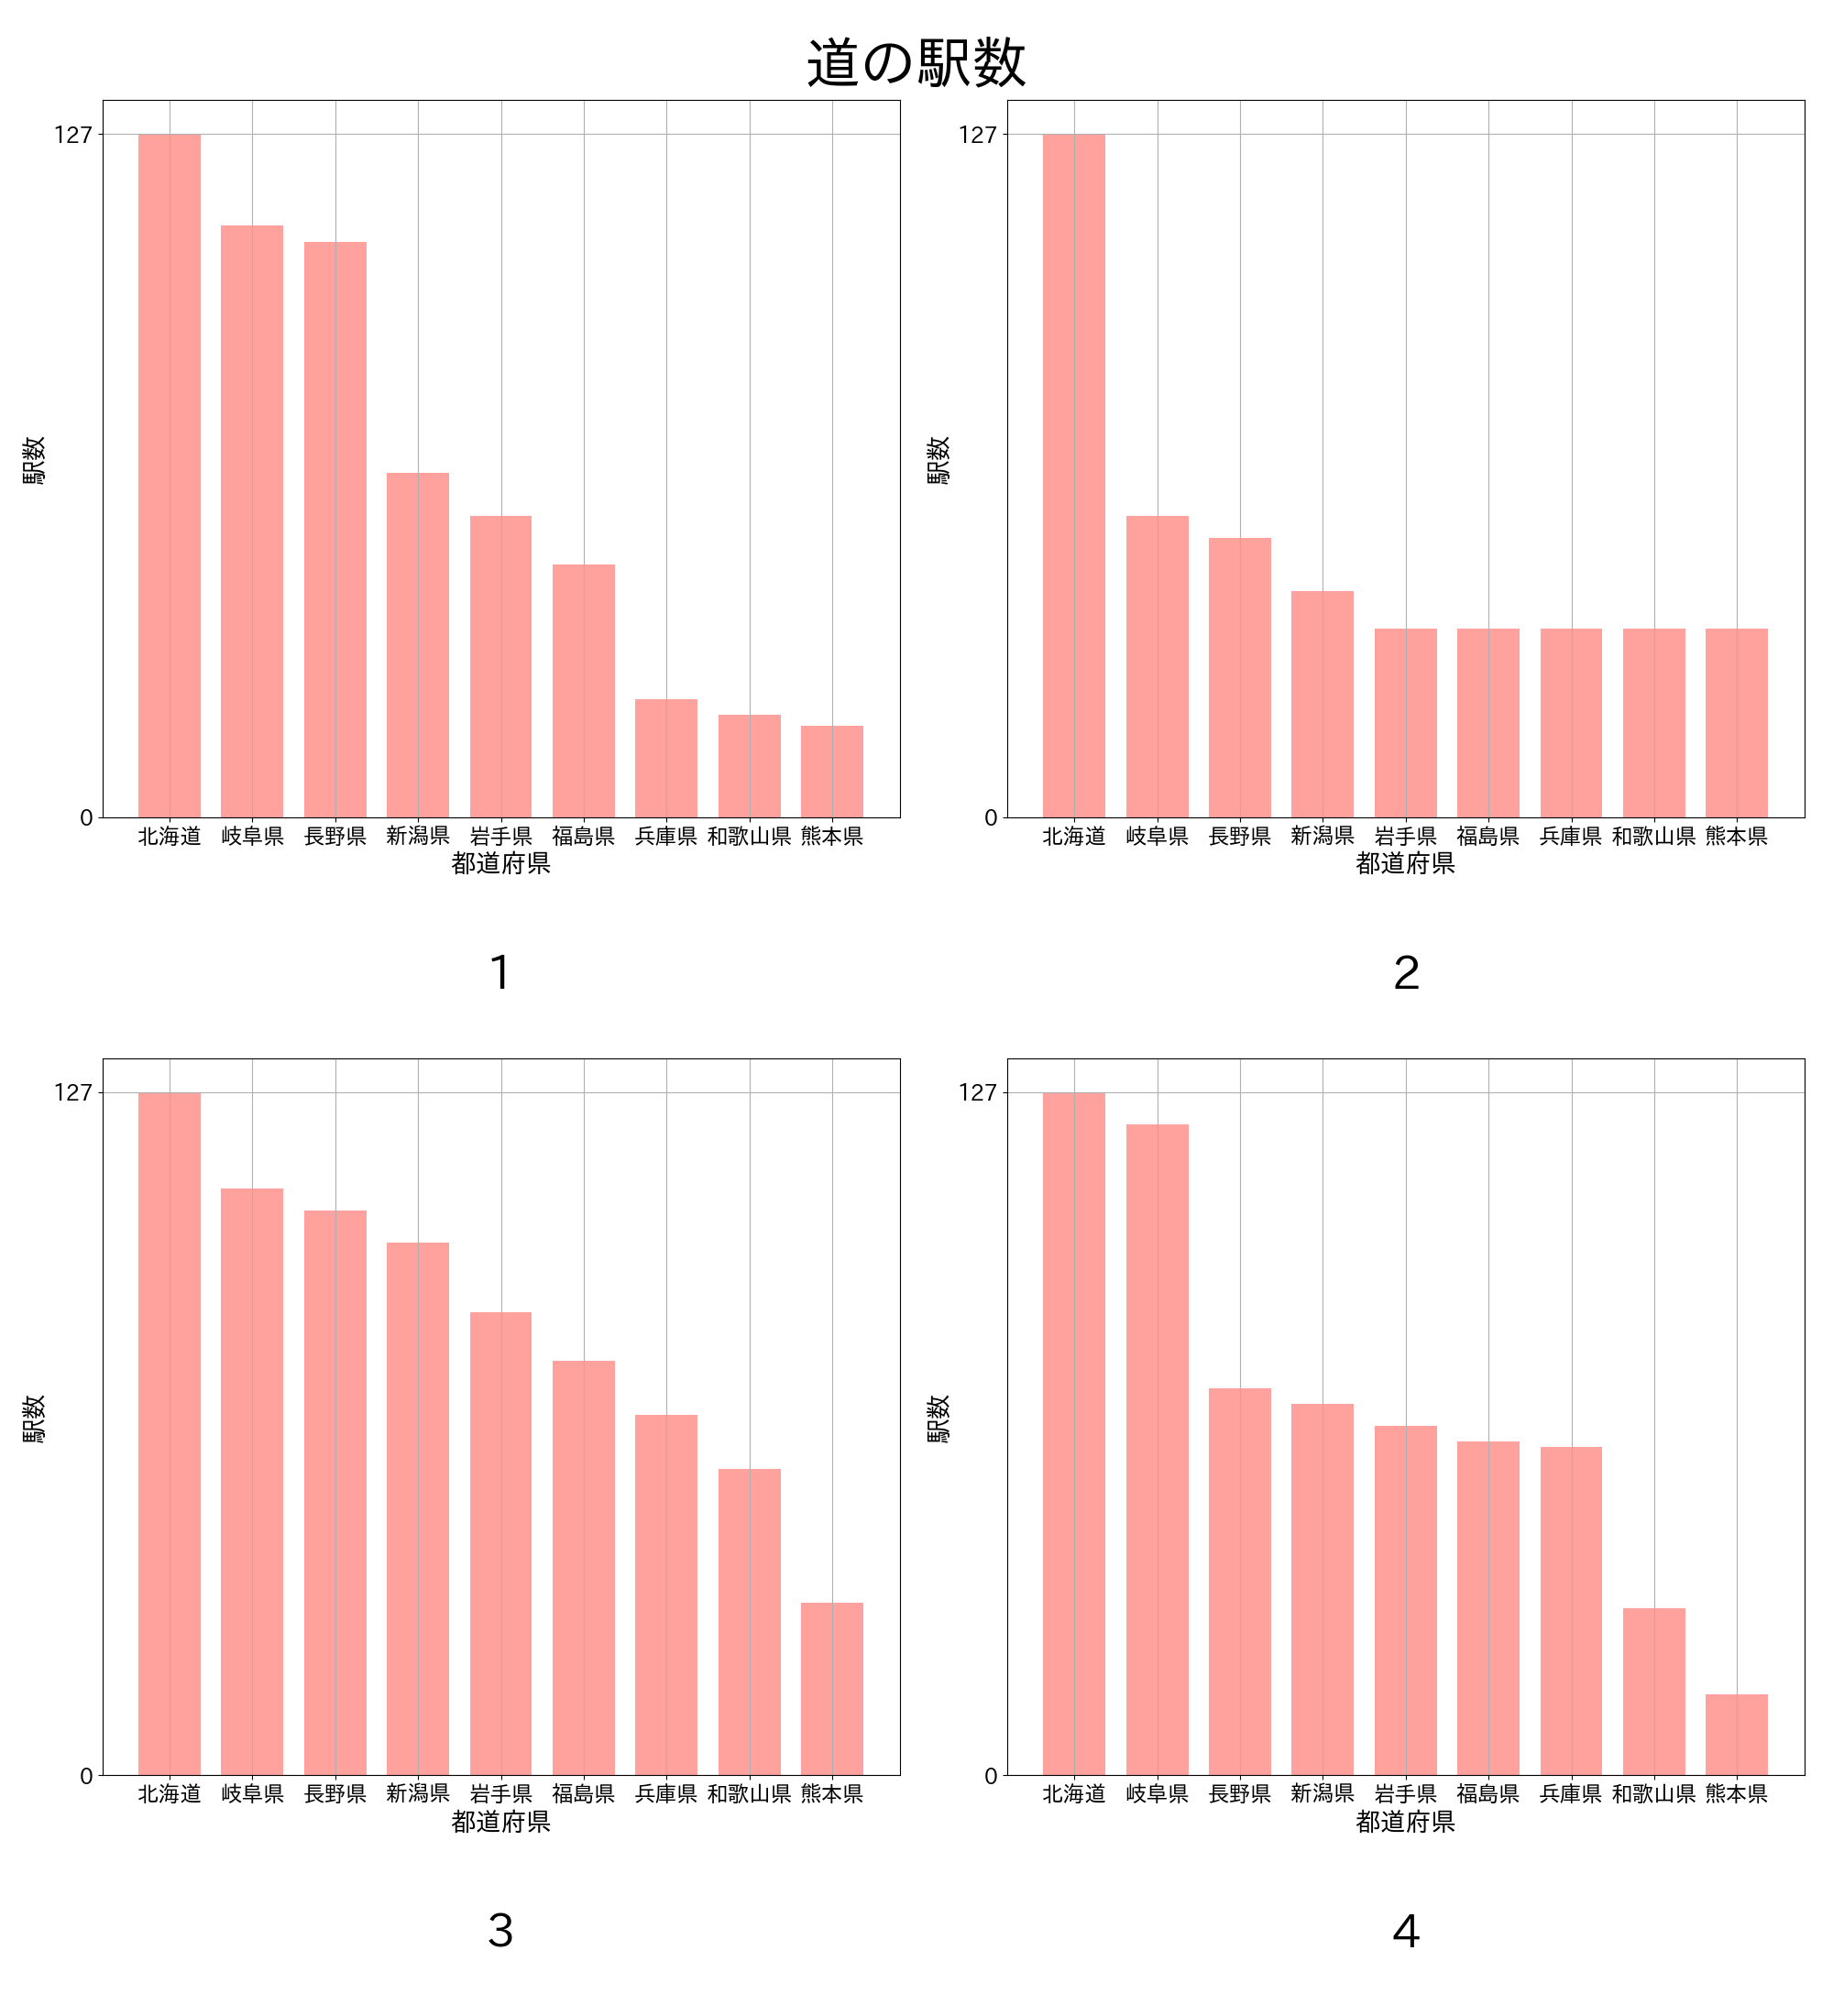 道の駅数
127
0
駅数
北海道 岐阜県 長野県 新潟県 岩手県 福島県 兵庫県 和歌山県 熊本県
都道府県
1
127
0
駅数
北海道 岐阜県 長野県 新潟県 岩手県 福島県 兵庫県 和歌山県 熊本県
都道府県
2
127
0
駅数
北海道 岐阜県 長野県 新潟県 岩手県 福島県 兵庫県 和歌山県 熊本県
都道府県
3
127
0
駅数
北海道 岐阜県 長野県 新潟県 岩手県 福島県 兵庫県 和歌山県 熊本県
都道府県
4